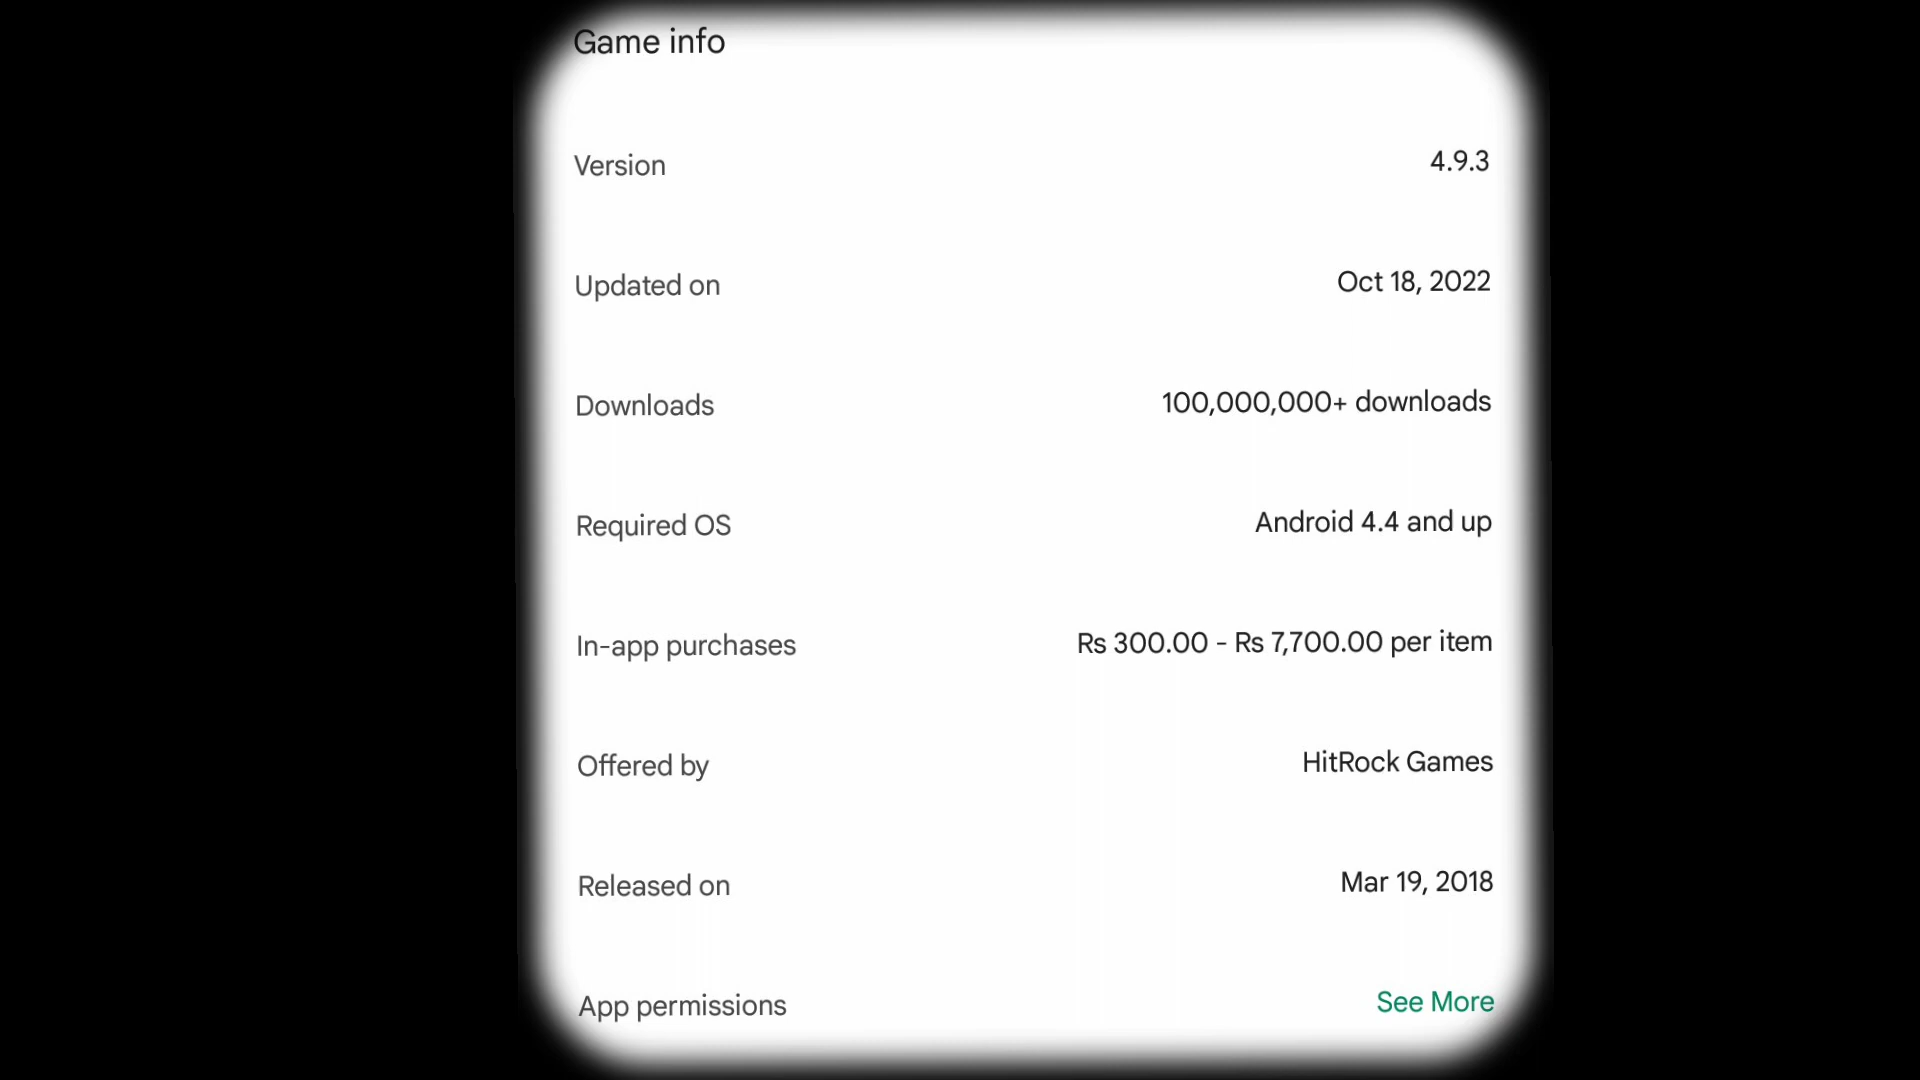 Game info
Version 4.9.3
Updated on Oct 18, 2022
Downloads 100,000,000+ downloads
Required OS Android 4.4 and up
In-app purchases Rs 300.00 - Rs 7,700.00 per item
Offered by HitRock Games
Released on Mar 19, 2018
App permissions See More